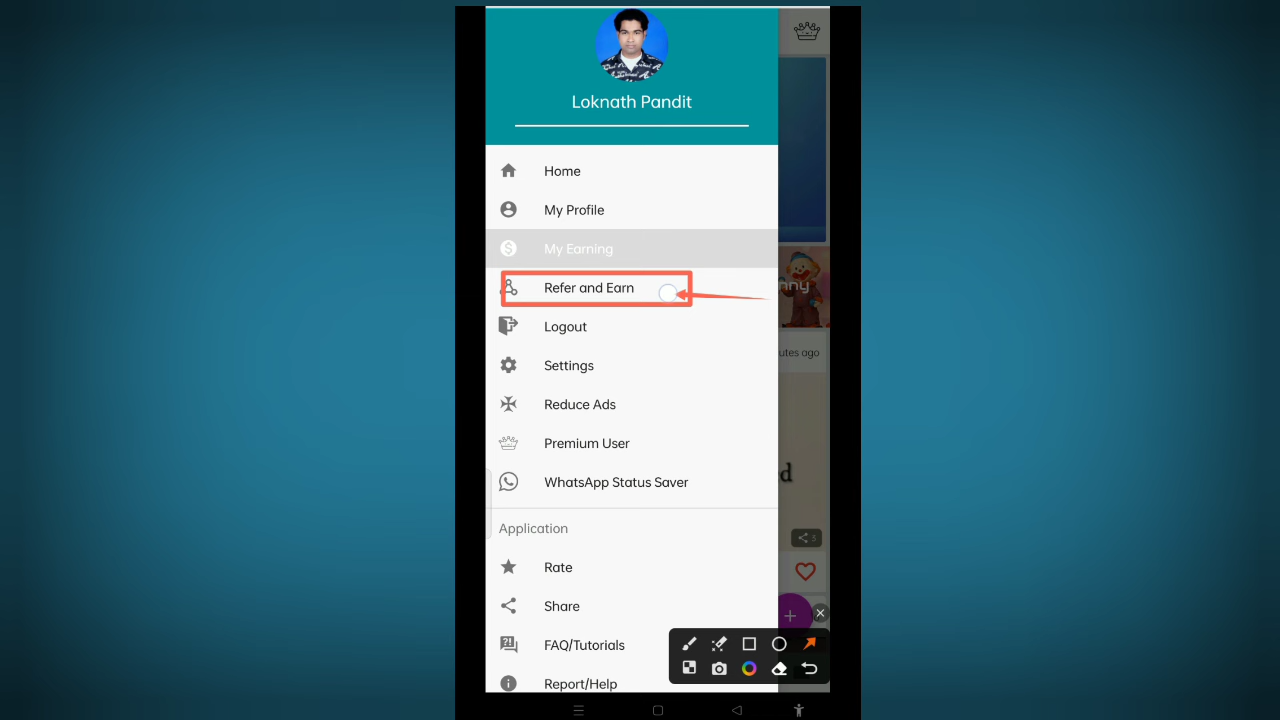 Loknath Pandit
Home
My Profile
My Earning
Refer and Earn
Logout
utes ago
Settings
Reduce Ads
Premium User
WhatsApp Status Saver
Application
3
Rate
Share
FAQ/Tutorials
Report/Help